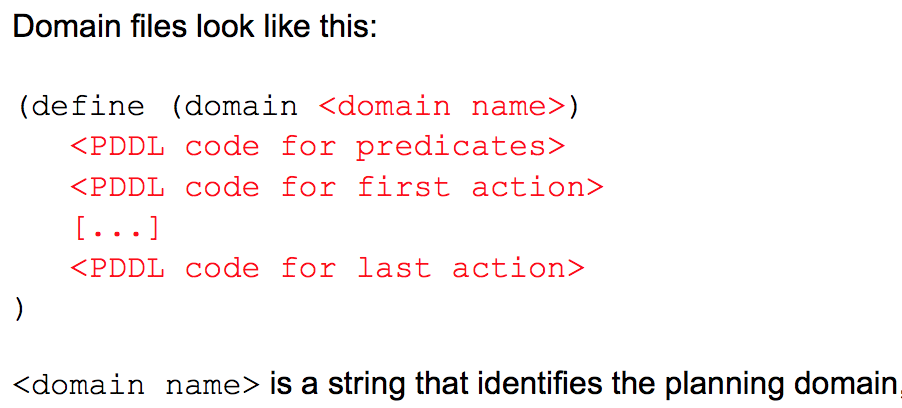 Domain files look like this:
(define (domain <domain name>)
<PDDL code for predicates>
<PDDL code for first action>
[...]
<PDDL code for last action>
)
<domain name> is a string that identifies the planning domain,